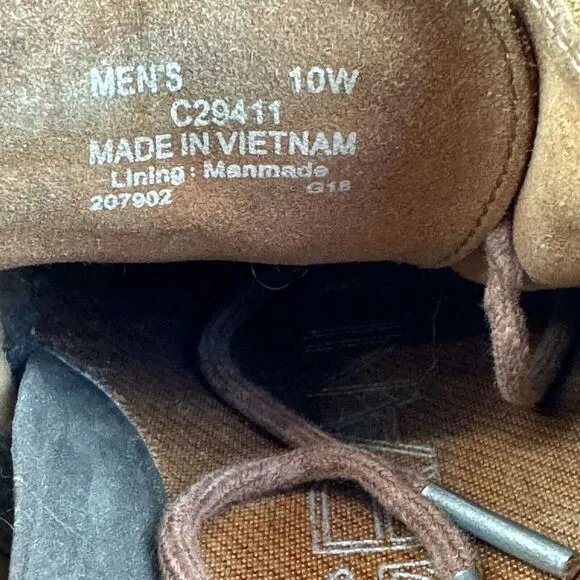 MEN'S 10W
C29411
MADE IN VIETNAM
Lining: Manmade
207902 G18